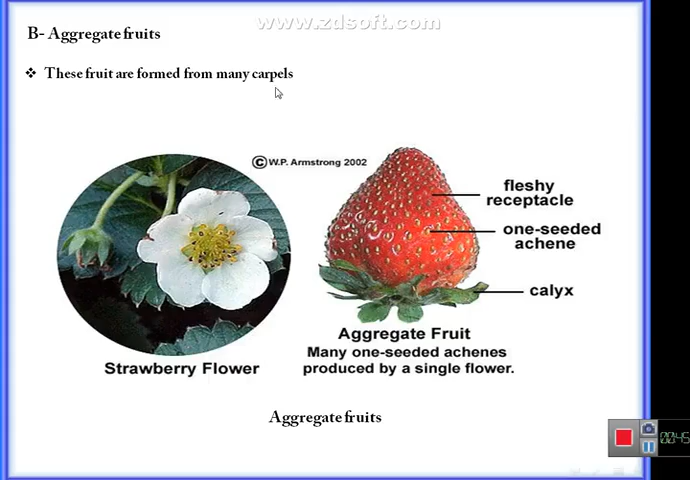 www.zdsoft.com
B- Aggregate fruits
❖ These fruit are formed from many carpels
©W.P. Armstrong 2002
fleshy
receptacle
one-seeded
achene
calyx
Strawberry Flower
Aggregate Fruit
Many one-seeded achenes
produced by a single flower.
Aggregate fruits